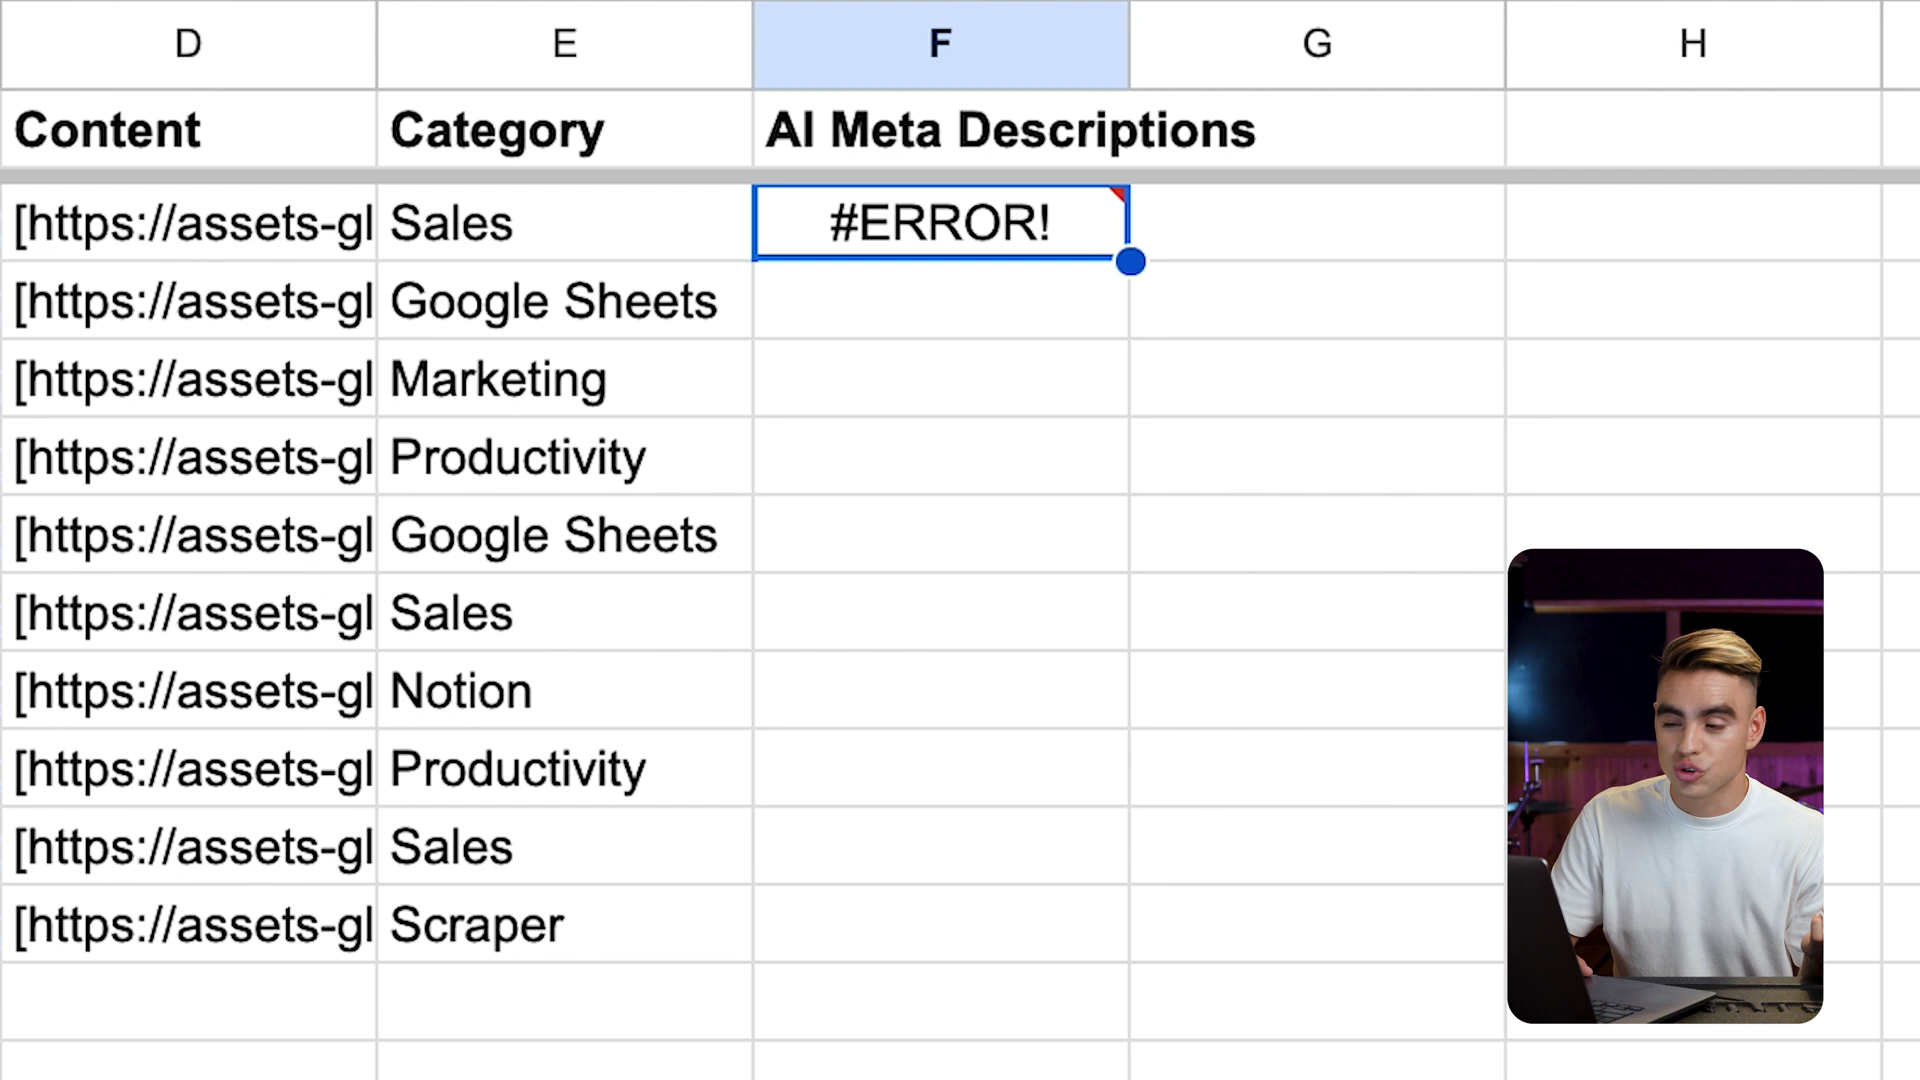 D E F G H
Content Category AI Meta Descriptions
[https://assets-gl Sales #ERROR!
[https://assets-gl Google Sheets
[https://assets-gl Marketing
[https://assets-gl Productivity
[https://assets-gl Google Sheets
[https://assets-gl Sales
[https://assets-gl Notion
[https://assets-gl Productivity
[https://assets-gl Sales
[https://assets-gl Scraper